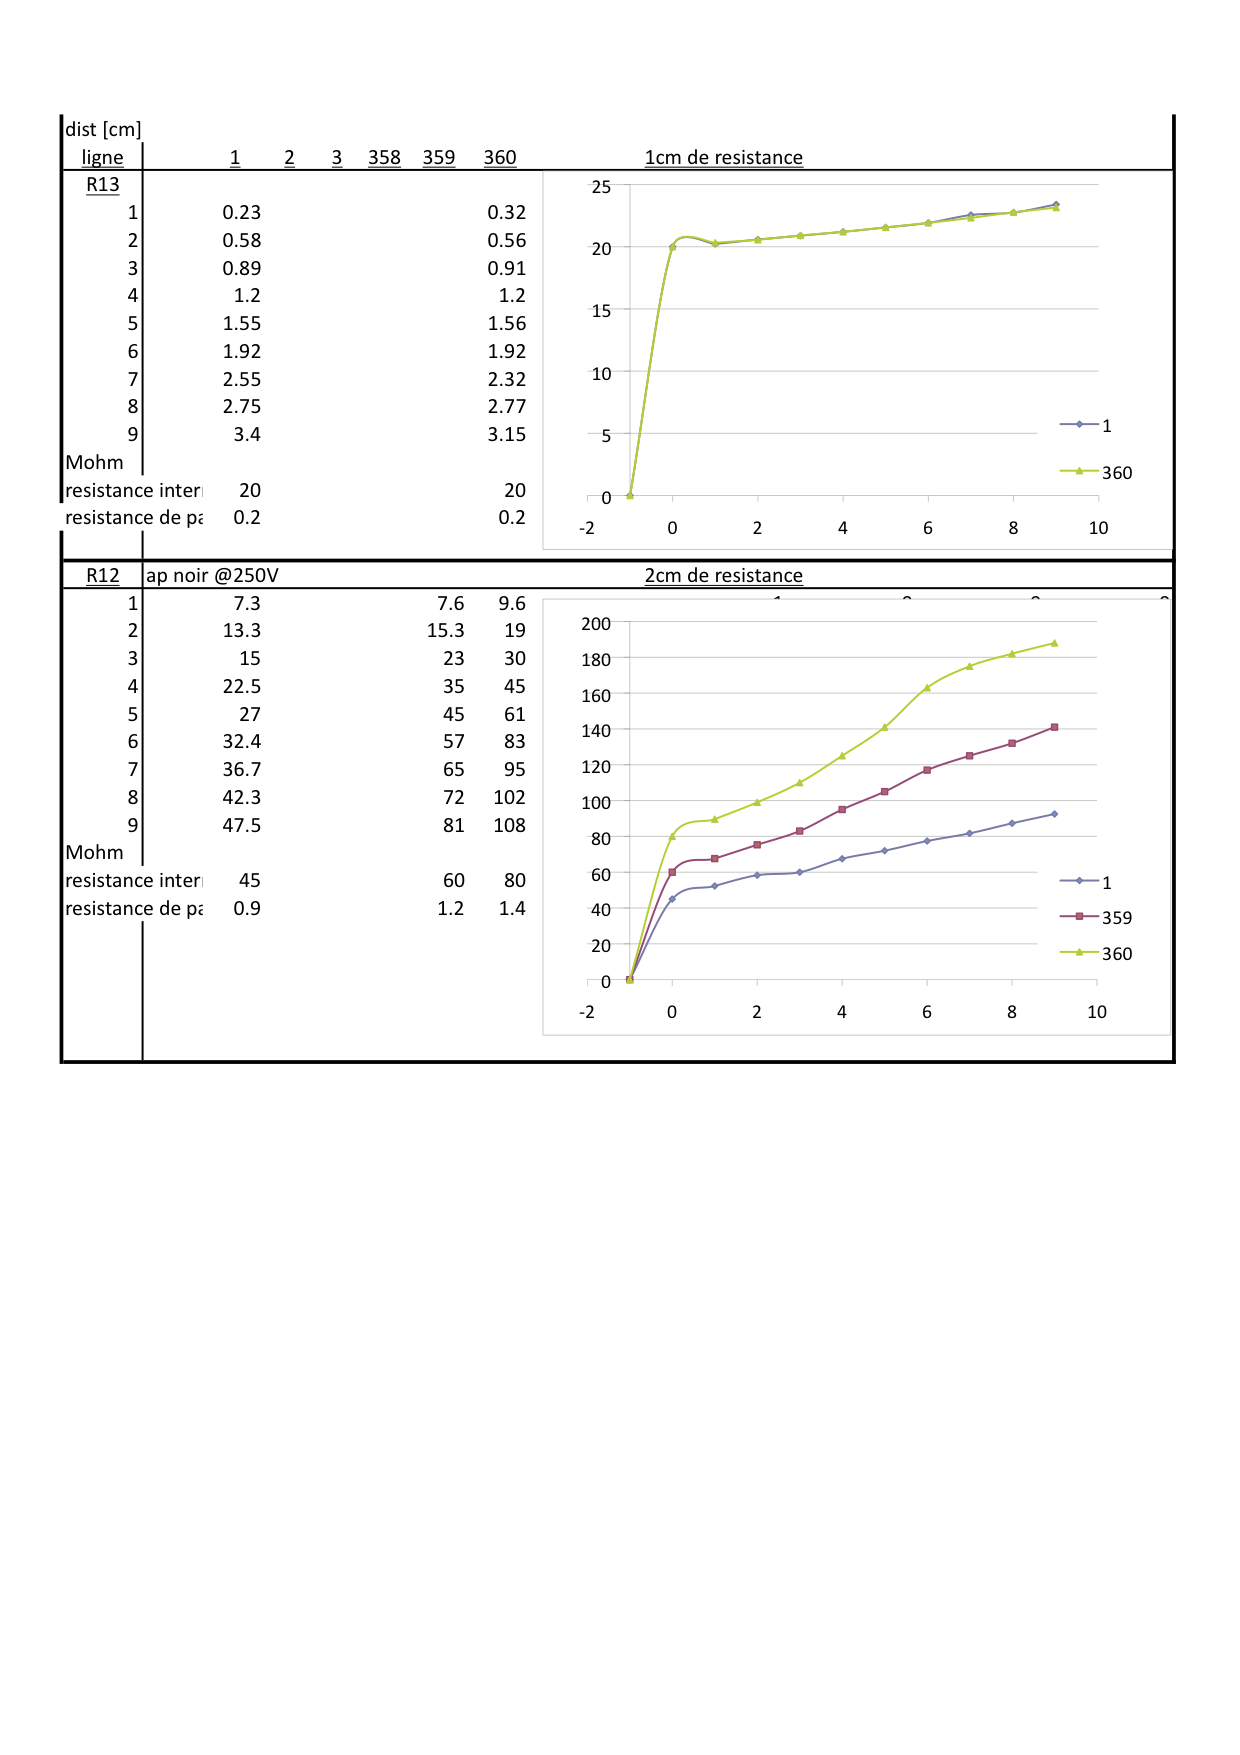 dist [cm]
ligne 1 2 3 358 359 360 1cm de resistance
R13
1 0.23 0.32
2 0.58 0.56
3 0.89 0.91
4 1.2 1.2
5 1.55 1.56
6 1.92 1.92
7 2.55 2.32
8 2.75 2.77
9 3.4 3.15
Mohm
resistance inter 20 20
resistance de pa 0.2 0.2
25
20
15
10
5
0
-2 0 2 4 6 8 10
1
360
R12 ap noir @250V 2cm de resistance
1 7.3 7.6 9.6
2 13.3 15.3 19
3 15 23 30
4 22.5 35 45
5 27 45 61
6 32.4 57 83
7 36.7 65 95
8 42.3 72 102
9 47.5 81 108
Mohm
resistance inter 45 60 80
resistance de pa 0.9 1.2 1.4
200
180
160
140
120
100
80
60
40
20
0
-2 0 2 4 6 8 10
1
359
360